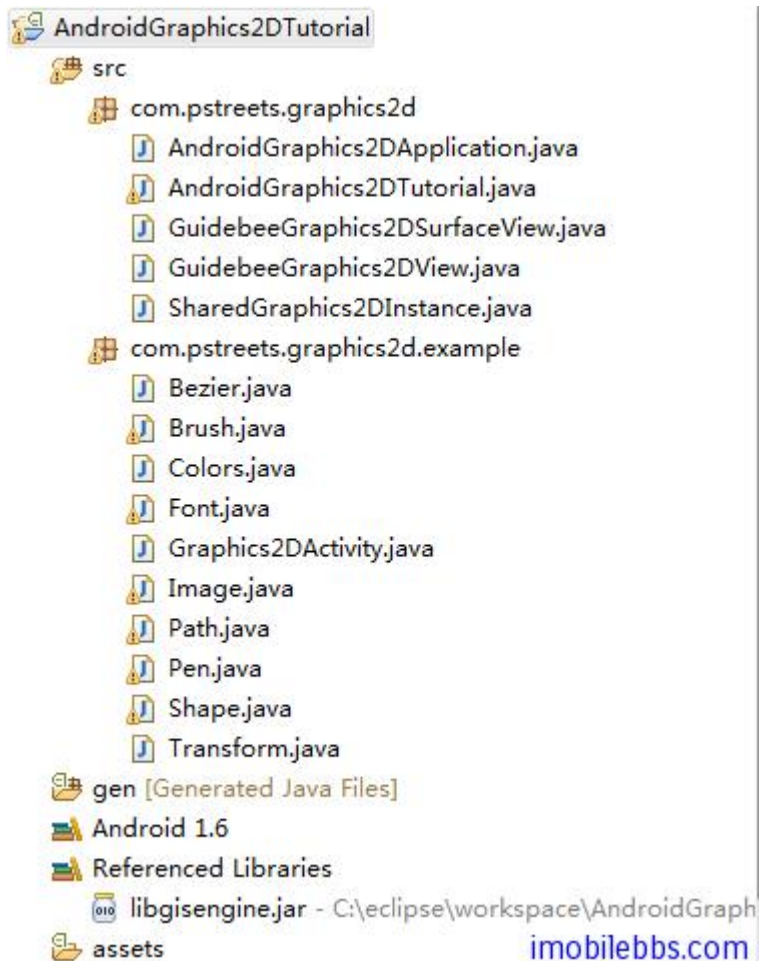 AndroidGraphics2DTutorial
src
com.pstreets.graphics2d
AndroidGraphics2DApplication.java
AndroidGraphics2DTutorial.java
GuidebeeGraphics2DSurfaceView.java
GuidebeeGraphics2DView.java
SharedGraphics2DInstance.java
com.pstreets.graphics2d.example
Bezier.java
Brush.java
Colors.java
Font.java
Graphics2DActivity.java
Image.java
Path.java
Pen.java
Shape.java
Transform.java
gen [Generated Java Files]
Android 1.6
Referenced Libraries
libgisengine.jar - C:\eclipse\workspace\AndroidGraph
assets
imobilebbs.com